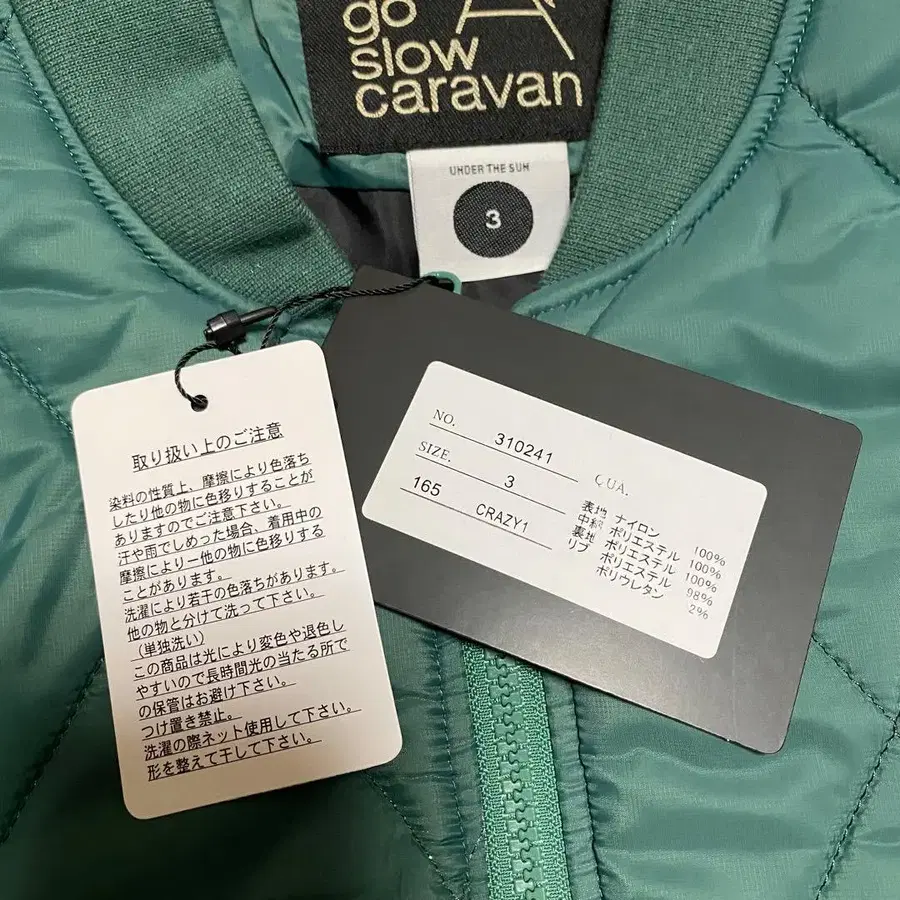 go
slow
caravan
UNDER THE SUN
3
取り扱い上のご注意
染料の性質上、摩擦により色落ち
したり他の物に色移りすることが
ありますのでご注意下さい。
汗や雨でしめった場合、着用中の
摩擦により一他の物に色移りする
ことがあります。
洗濯により若干の色落ちがあります。
他の物と分けて洗って下さい。
(単独洗い)
この商品は光により変色や退色し
やすいので長時間光の当たる所で
の保管はお避け下さい。
つけ置き禁止。
洗濯の際ネット使用して下さい。
形を整えて干して下さい。
NO. 310241
SIZE. 3
165 CRAZY1
QUA.
表地 ナイロン 100%
中綿 ポリエステル 100%
裏地 ポリエステル 100%
リブ ポリエステル 98%
ポリウレタン 2%